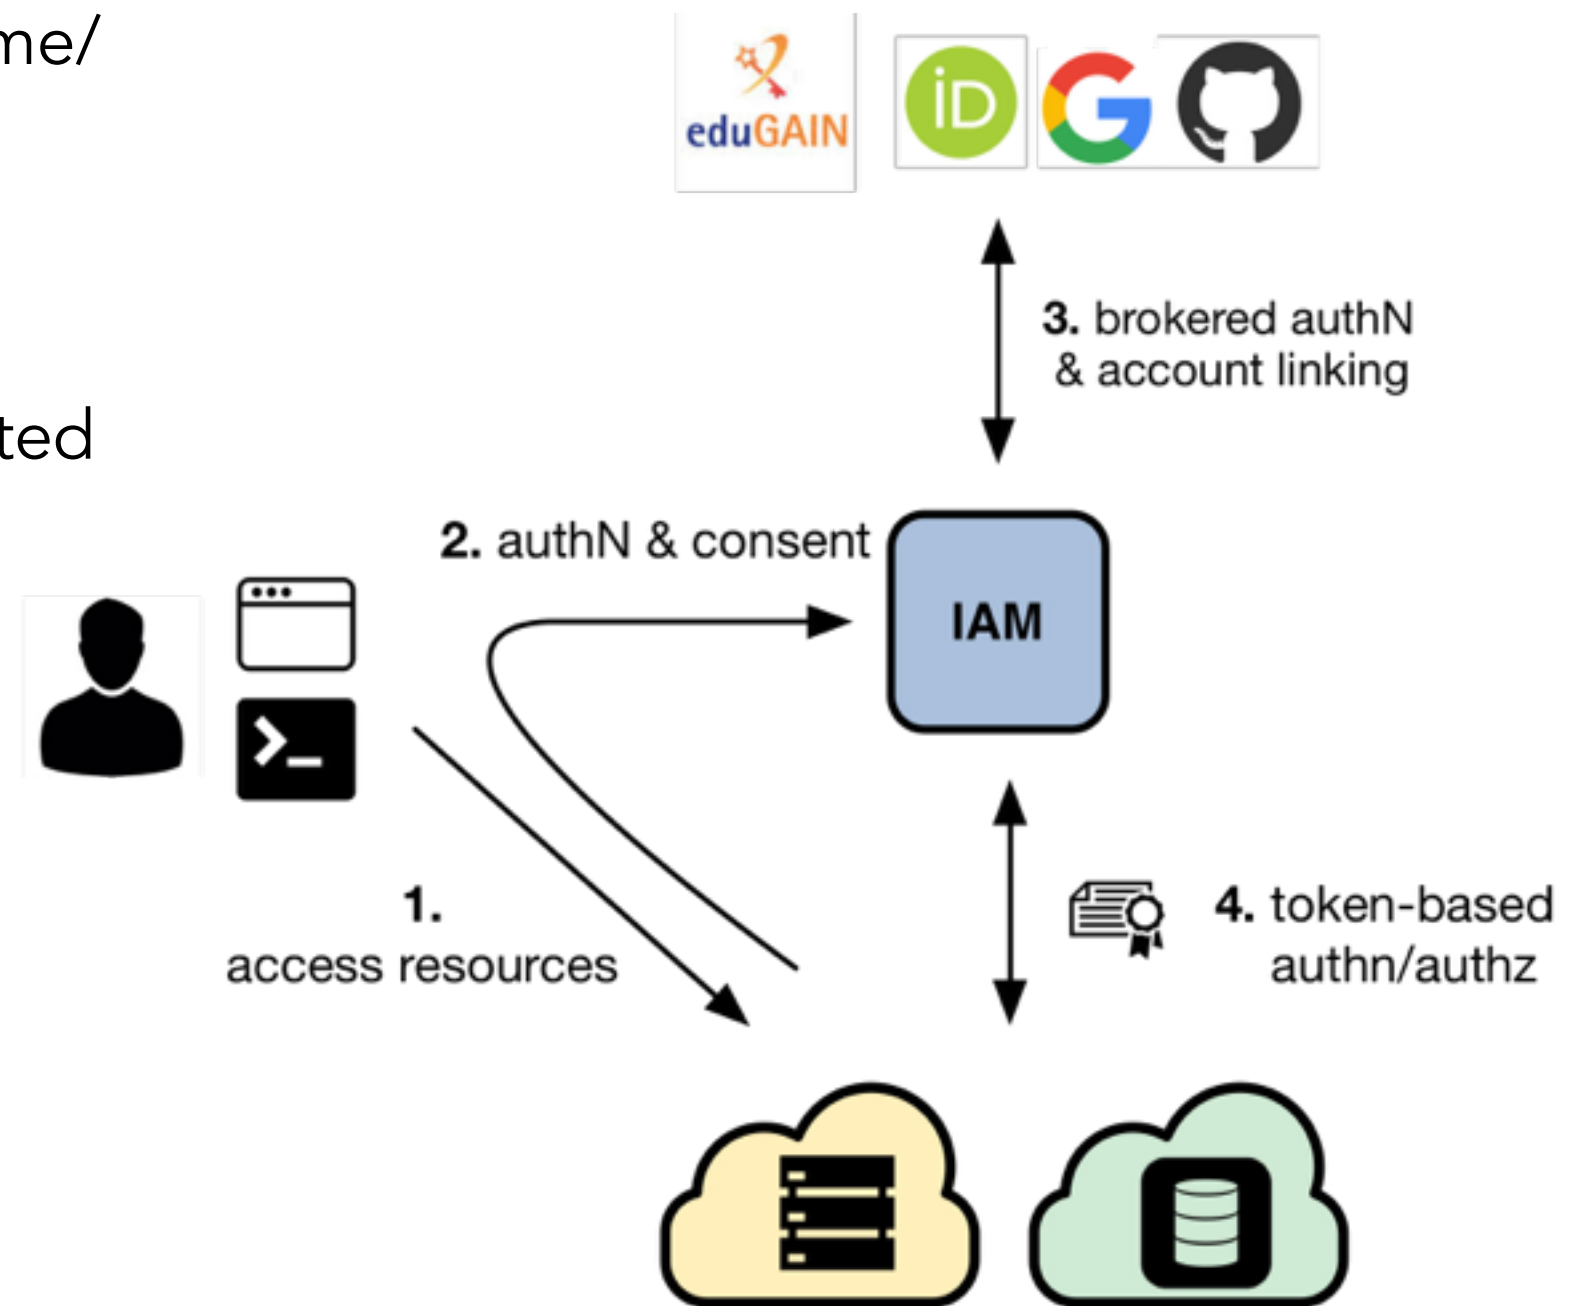 me/
eduGAIN
iD
G
3. brokered authN
& account linking
ted
2. authN & consent
IAM
>_
1.
access resources
4. token-based
authn/authz